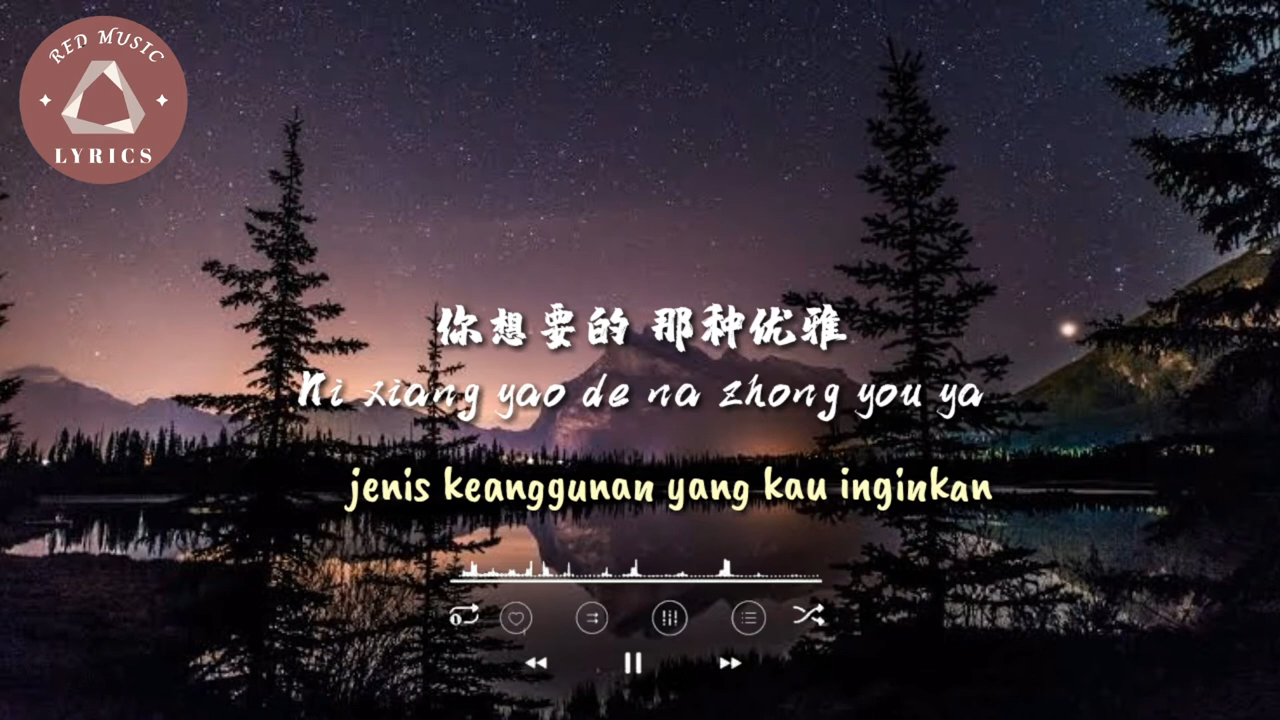 RED MUSIC
LYRICS
你想要的 那种优雅
Ni xiang yao de na zhong you ya
jenis keanggunan yang kau inginkan